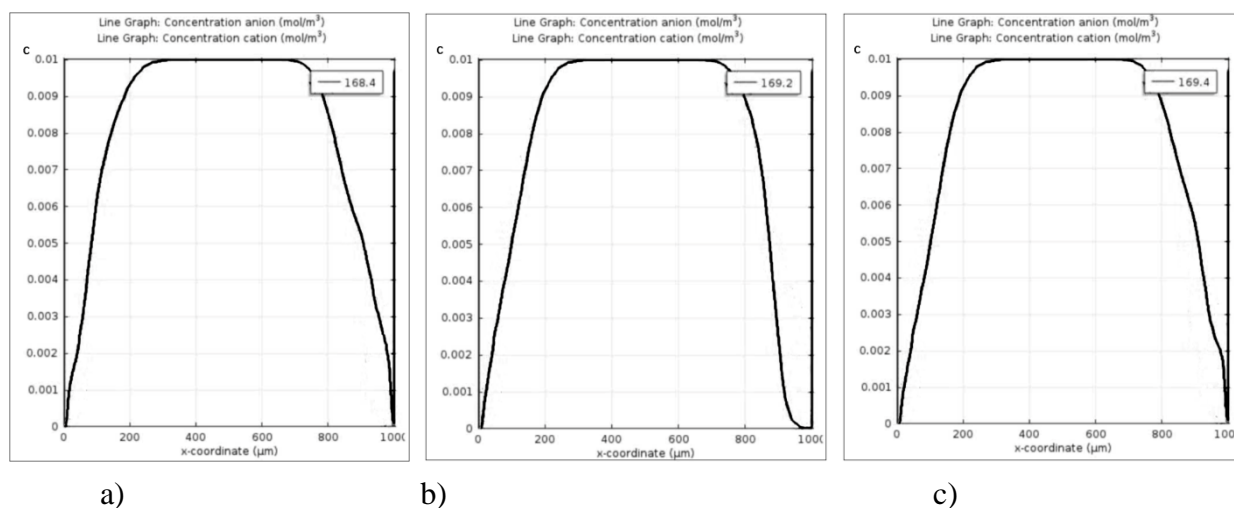 Line Graph: Concentration anion (mol/m³)
Line Graph: Concentration cation (mol/m³)
c
0.01
0.009
0.008
0.007
0.006
0.005
0.004
0.003
0.002
0.001
0
0 200 400 600 800 1000
x-coordinate (μm)
168.4
a)
Line Graph: Concentration anion (mol/m³)
Line Graph: Concentration cation (mol/m³)
c
0.01
0.009
0.008
0.007
0.006
0.005
0.004
0.003
0.002
0.001
0
0 200 400 600 800 1000
x-coordinate (μm)
169.2
b)
Line Graph: Concentration anion (mol/m³)
Line Graph: Concentration cation (mol/m³)
c
0.01
0.009
0.008
0.007
0.006
0.005
0.004
0.003
0.002
0.001
0
0 200 400 600 800 1000
x-coordinate (μm)
169.4
c)